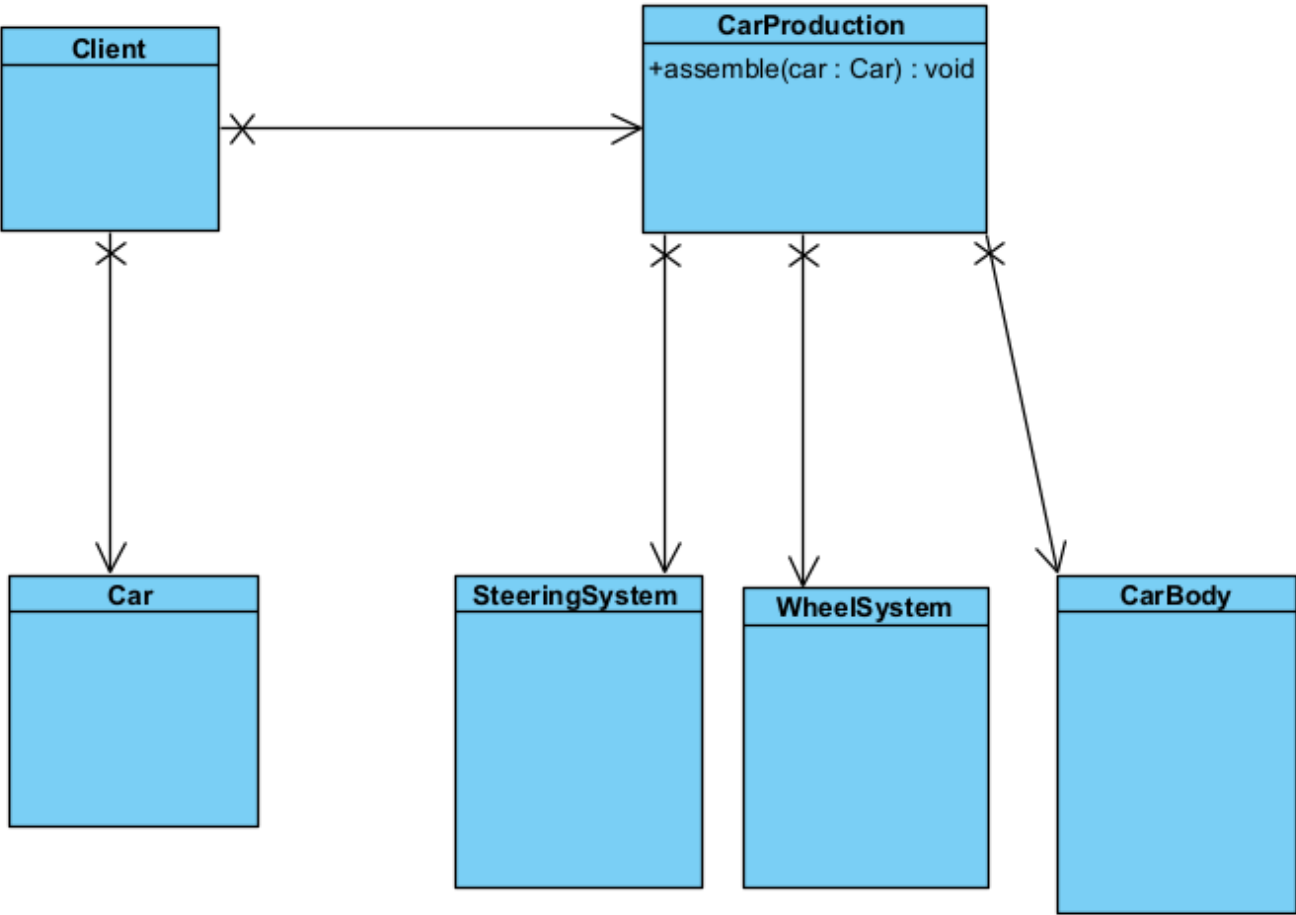 Client
CarProduction
+assemble(car : Car) : void
Car
SteeringSystem
WheelSystem
CarBody